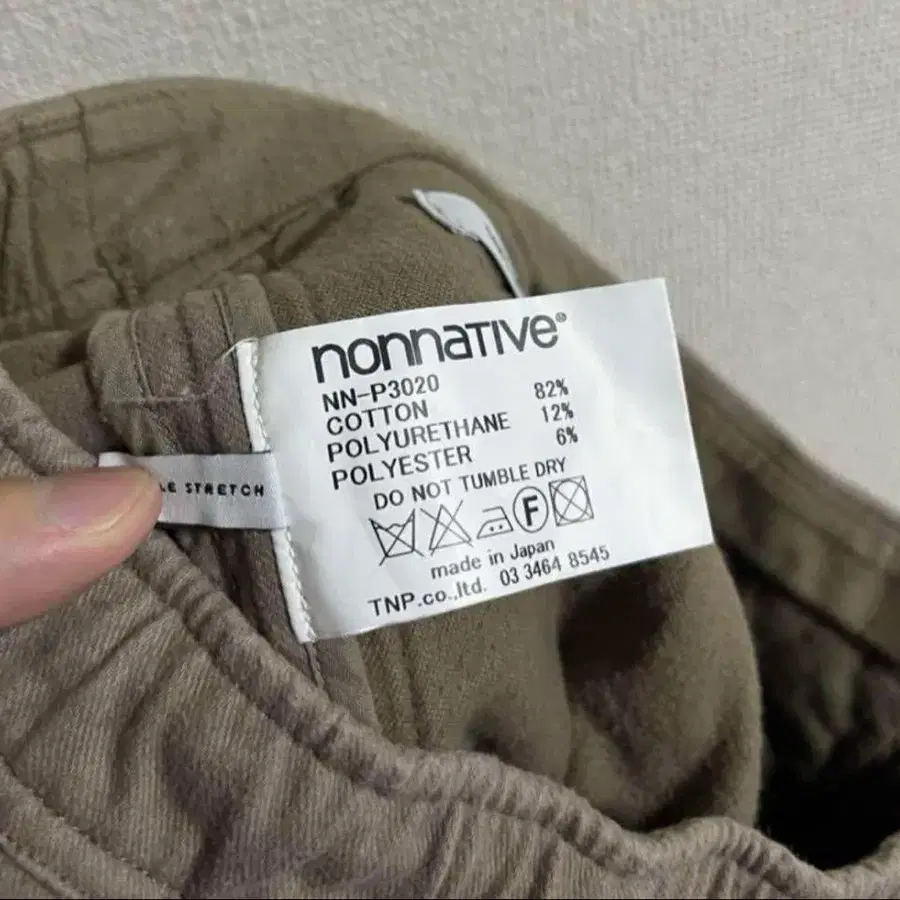 nonnative®
NN-P3020
COTTON 82%
POLYURETHANE 12%
POLYESTER 6%
DO NOT TUMBLE DRY
F
made in Japan
TNP.co.,ltd. 03 3464 8545
STRETCH